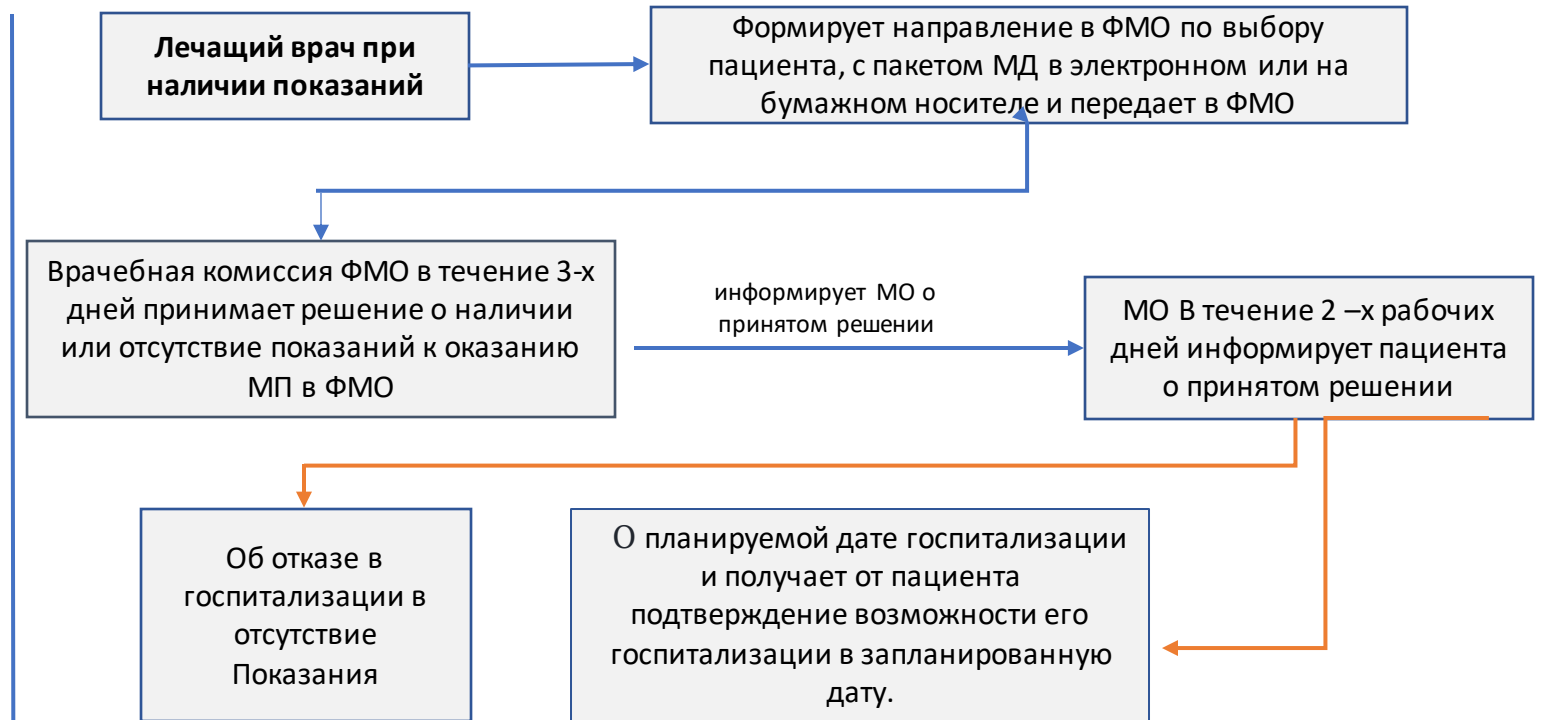 Лечащий врач при
наличии показаний
Формирует направление в ФМО по выбору
пациента, с пакетом МД в электронном или на
бумажном носителе и передает в ФМО
Врачебная комиссия ФМО в течение 3-х
дней принимает решение о наличии
или отсутствие показаний к оказанию
МП в ФМО
информирует МО о
принятом решении
МО В течение 2 –х рабочих
дней информирует пациента
о принятом решении
Об отказе в
госпитализации в
отсутствие
Показания
О планируемой дате госпитализации
и получает от пациента
подтверждение возможности его
госпитализации в запланированную
дату.